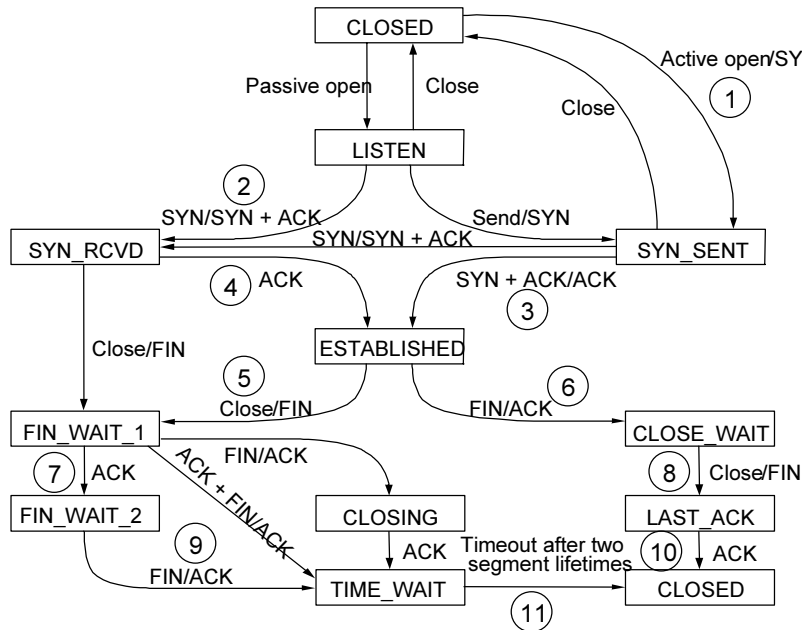 CLOSED
Active open/SY
1
Passive open
Close
Close
LISTEN
2
SYN/SYN + ACK
Send/SYN
SYN/SYN + ACK
SYN_RCVD
SYN_SENT
4
ACK
SYN + ACK/ACK
3
Close/FIN
ESTABLISHED
5
6
Close/FIN
FIN/ACK
FIN_WAIT_1
CLOSE_WAIT
FIN/ACK
7
ACK
ACK + FIN/ACK
8
Close/FIN
FIN_WAIT_2
CLOSING
LAST_ACK
9
ACK
Timeout after two
segment lifetimes
10
ACK
FIN/ACK
TIME_WAIT
CLOSED
11